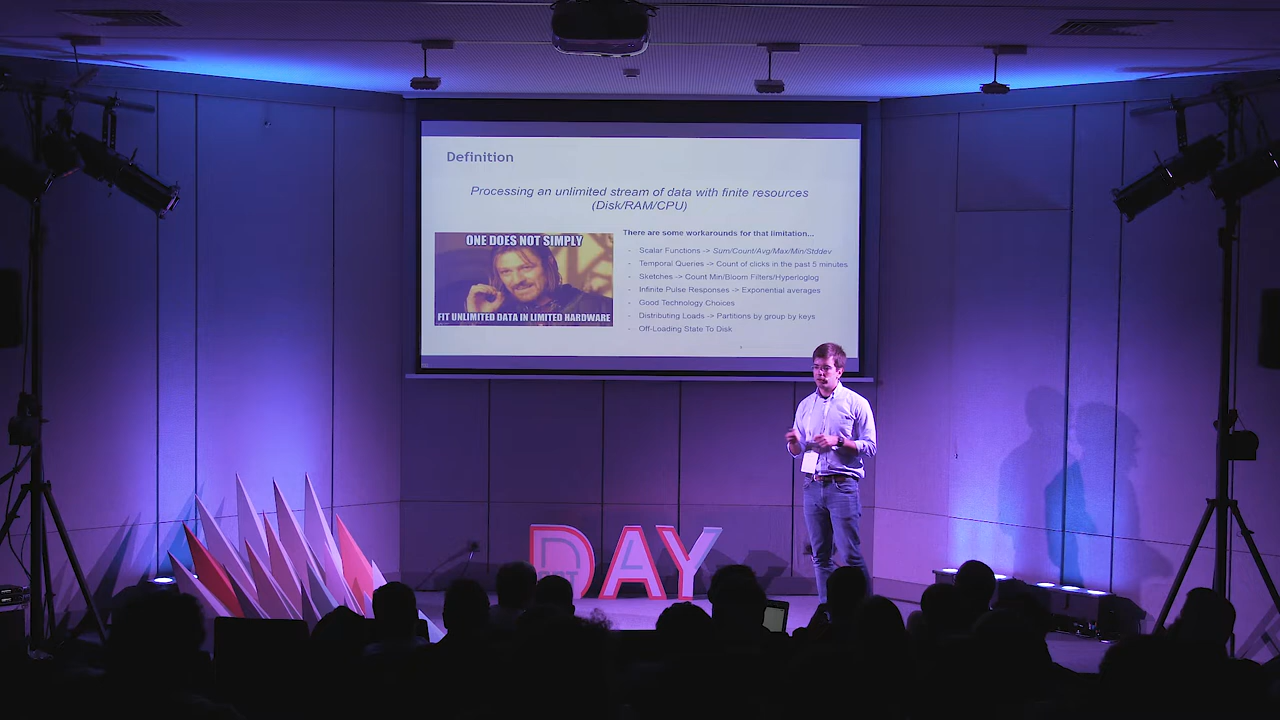 Definition
Processing an unlimited stream of data with finite resources
(Disk/RAM/CPU)
ONE DOES NOT SIMPLY
FIT UNLIMITED DATA IN LIMITED HARDWARE
There are some workarounds for that limitation...
- Scalar Functions -> Sum/Count/Avg/Max/Min/Stddev
- Temporal Queries -> Count of clicks in the past 5 minutes
- Sketches -> Count Min/Bloom Filters/Hyperloglog
- Infinite Pulse Responses -> Exponential averages
- Good Technology Choices
- Distributing Loads -> Partitions by group by keys
- Off-Loading State To Disk
DAY